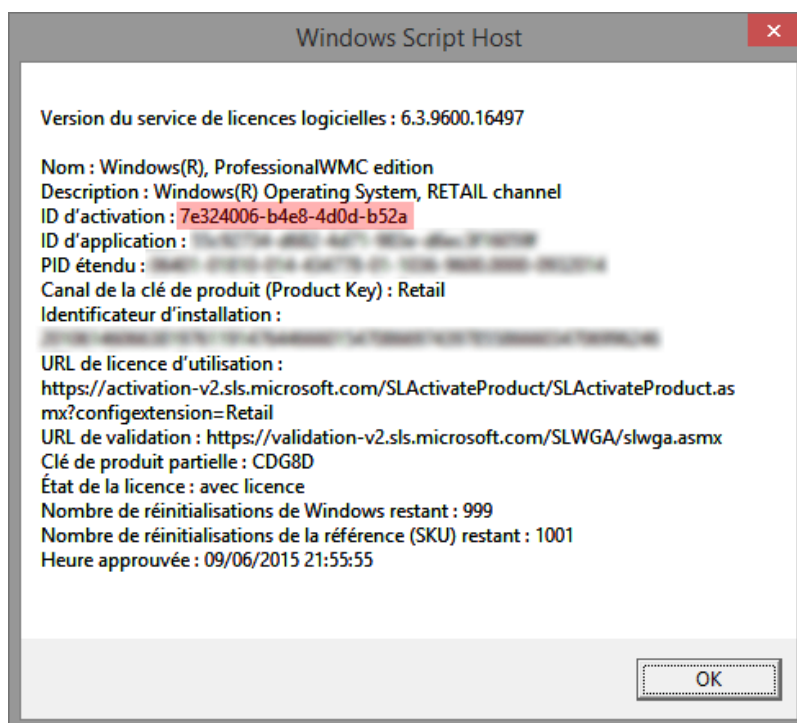 Windows Script Host
Version du service de licences logicielles : 6.3.9600.16497
Nom : Windows(R), ProfessionalWMC edition
Description : Windows(R) Operating System, RETAIL channel
ID d'activation : 7e324006-b4e8-4d0d-b52a
ID d'application :
PID étendu :
Canal de la clé de produit (Product Key) : Retail
Identificateur d'installation :
URL de licence d'utilisation :
https://activation-v2.sls.microsoft.com/SLActivateProduct/SLActivateProduct.as
mx?configextension=Retail
URL de validation : https://validation-v2.sls.microsoft.com/SLWGA/slwga.asmx
Clé de produit partielle : CDG8D
État de la licence : avec licence
Nombre de réinitialisations de Windows restant : 999
Nombre de réinitialisations de la référence (SKU) restant : 1001
Heure approuvée : 09/06/2015 21:55:55
OK